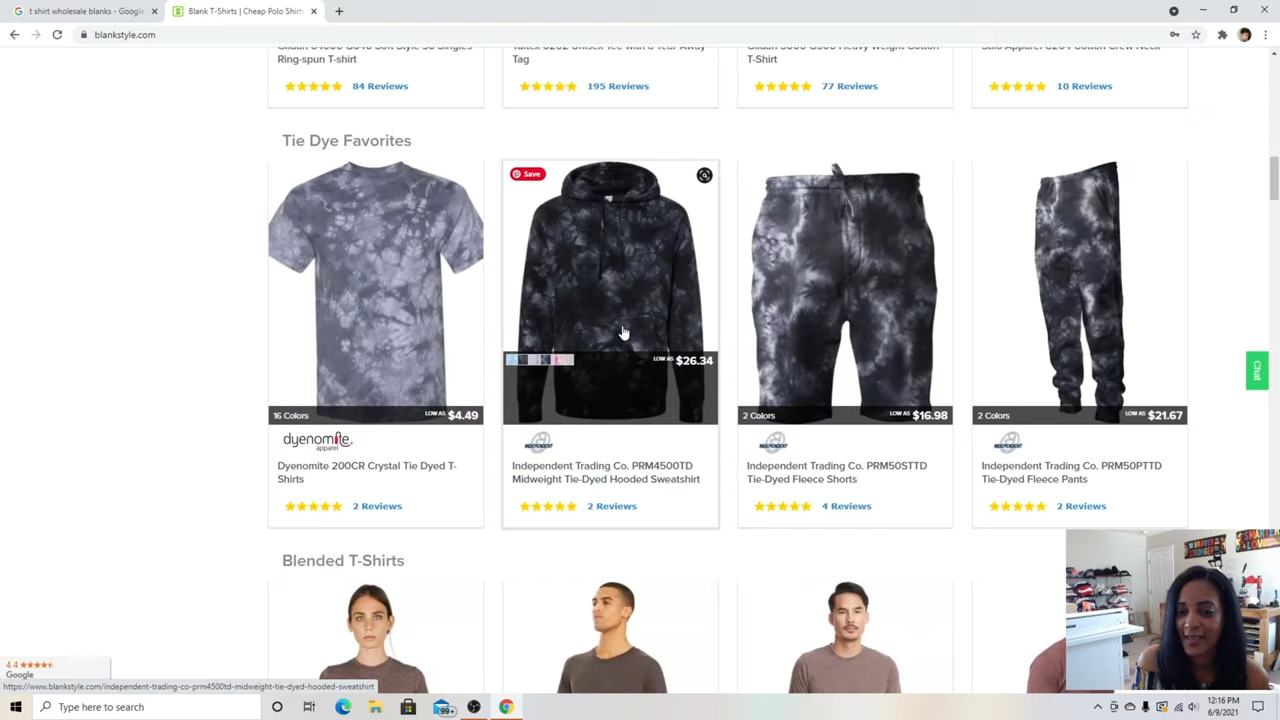 t shirt wholesale blanks - Google
Blank T-Shirts | Cheap Polo Shirt
blankstyle.com
Ring-spun T-shirt
Tag
T-Shirt
84 Reviews
195 Reviews
77 Reviews
10 Reviews
Tie Dye Favorites
Save
16 Colors
LOW AS $4.49
LOW AS $26.34
2 Colors
LOW AS $16.98
2 Colors
LOW AS $21.67
dyenomite
apparel
INDEPENDENT
INDEPENDENT
INDEPENDENT
Dyenomite 200CR Crystal Tie Dyed T-
Shirts
Independent Trading Co. PRM4500TD
Midweight Tie-Dyed Hooded Sweatshirt
Independent Trading Co. PRM50STTD
Tie-Dyed Fleece Shorts
Independent Trading Co. PRM50PTTD
Tie-Dyed Fleece Pants
2 Reviews
2 Reviews
4 Reviews
2 Reviews
Chat
Blended T-Shirts
4.4
Google
https://www.blankstyle.com/independent-trading-co-prm4500td-midweight-tie-dyed-hooded-sweatshirt
Type here to search
99+
12:16 PM
6/9/2021